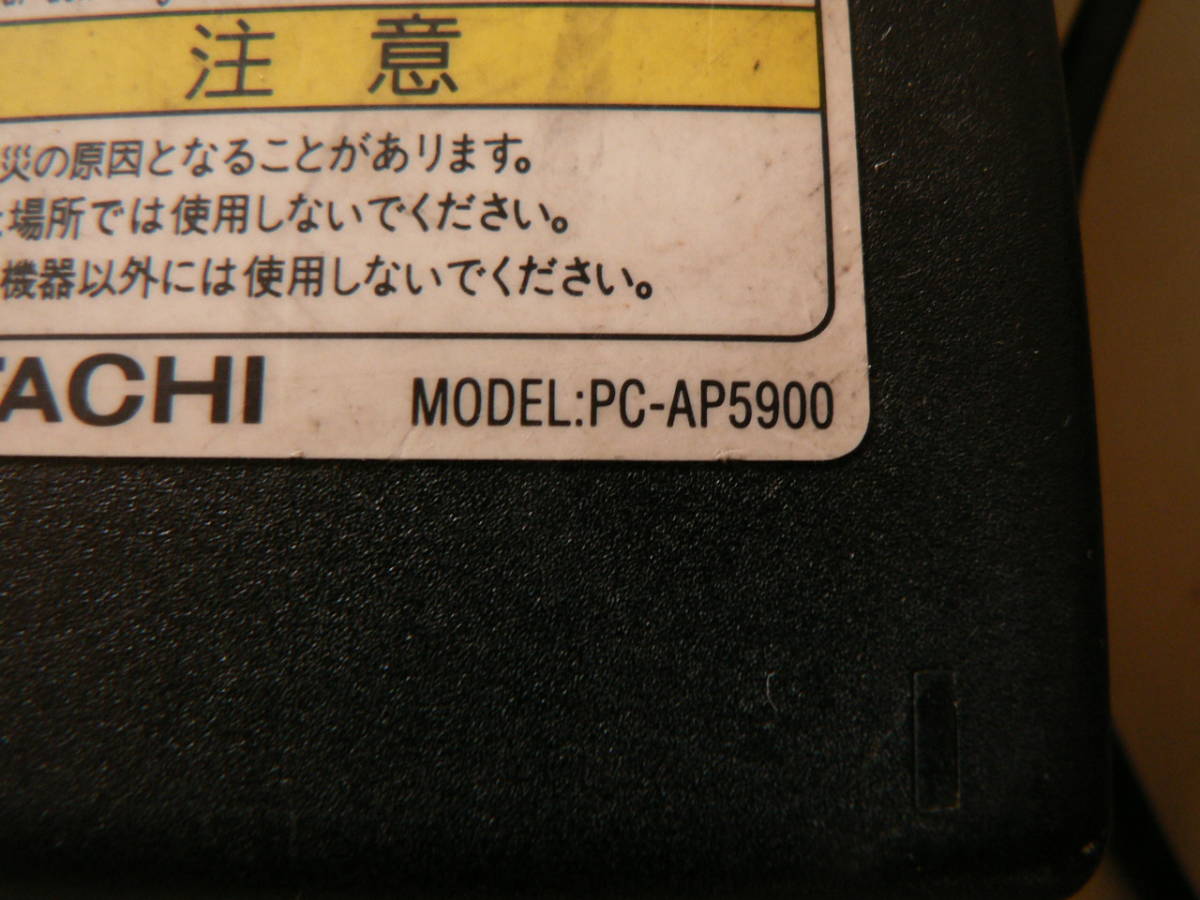 注意
災の原因となることがあります。
場所では使用しないでください。
機器以外には使用しないでください。
TACHI
MODEL:PC-AP5900